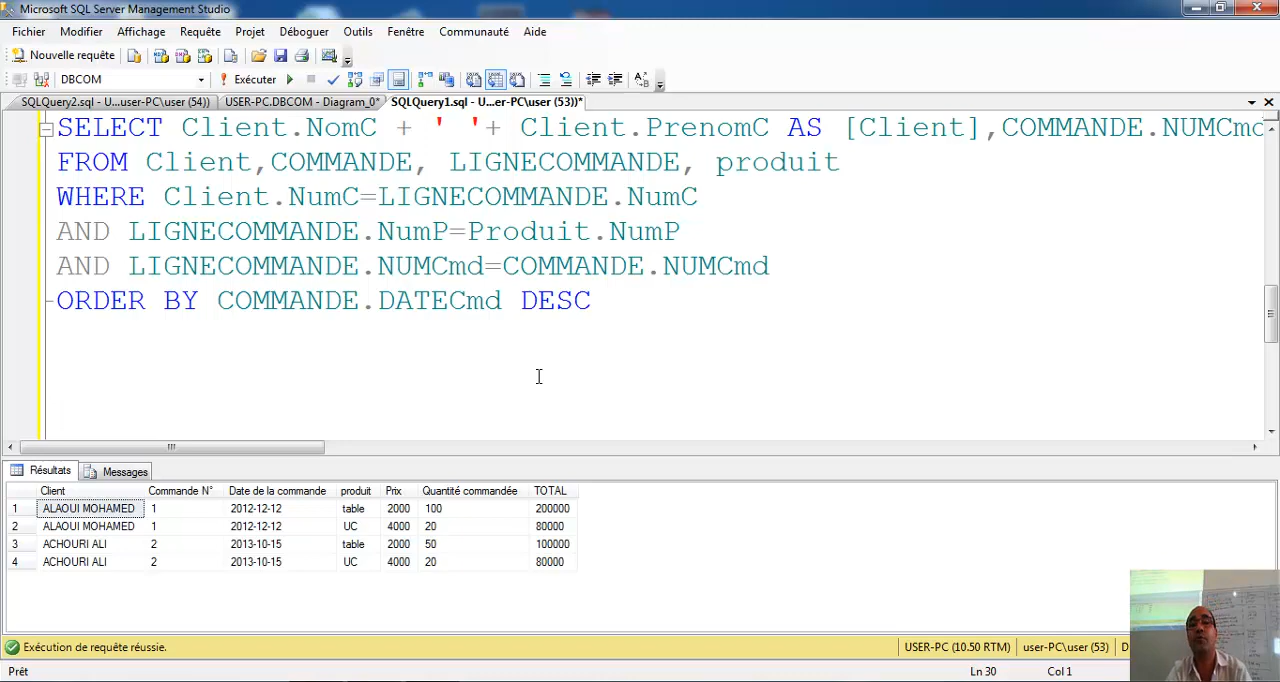 Microsoft SQL Server Management Studio
Fichier Modifier Affichage Requête Projet Déboguer Outils Fenêtre Communauté Aide
Nouvelle requête
DBCOM Exécuter
SQLQuery2.sql - U...user-PC\user (54)) USER-PC.DBCOM - Diagram_0* SQLQuery1.sql - U...er-PC\user (53))*
SELECT Client.NomC + ' '+ Client.PrenomC AS [Client],COMMANDE.NUMCmd
FROM Client,COMMANDE, LIGNECOMMANDE, produit
WHERE Client.NumC=LIGNECOMMANDE.NumC
AND LIGNECOMMANDE.NumP=Produit.NumP
AND LIGNECOMMANDE.NUMCmd=COMMANDE.NUMCmd
ORDER BY COMMANDE.DATECmd DESC
Résultats Messages
Client Commande N° Date de la commande produit Prix Quantité commandée TOTAL
1 ALAOUI MOHAMED 1 2012-12-12 table 2000 100 200000
2 ALAOUI MOHAMED 1 2012-12-12 UC 4000 20 80000
3 ACHOURI ALI 2 2013-10-15 table 2000 50 100000
4 ACHOURI ALI 2 2013-10-15 UC 4000 20 80000
Exécution de requête réussie. USER-PC (10.50 RTM) user-PC\user (53) D
Prêt Ln 30 Col 1